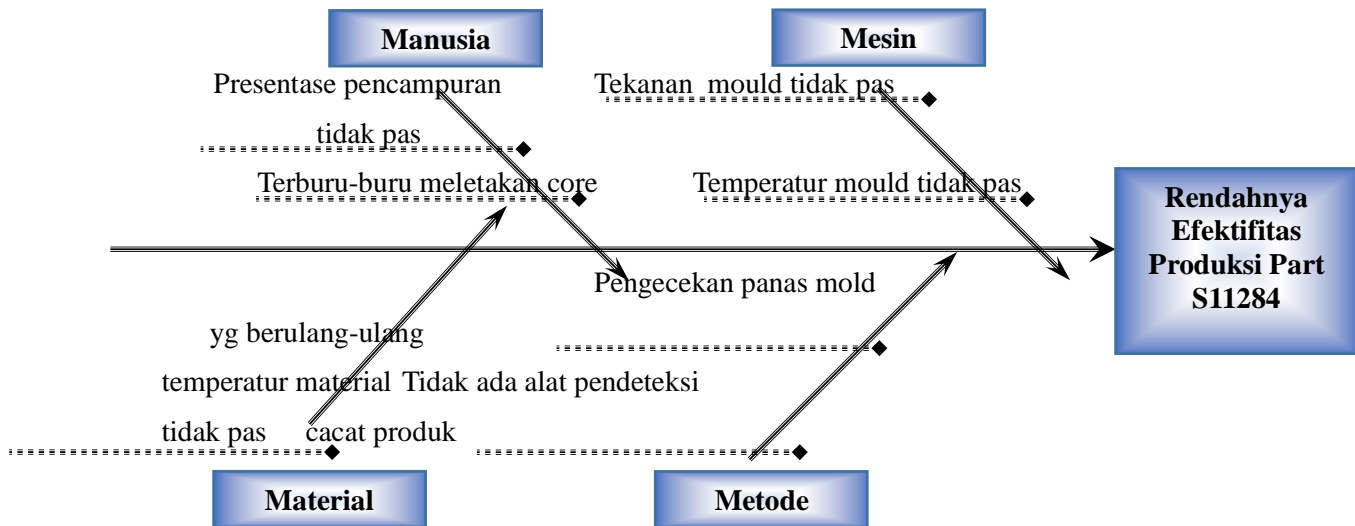 Manusia
Mesin
Presentase pencampuran
Tekanan mould tidak pas
tidak pas
Terburu-buru meletakan core
Temperatur mould tidak pas
Rendahnya
Efektifitas
Produksi Part
S11284
Pengecekan panas mold
yg berulang-ulang
temperatur material Tidak ada alat pendeteksi
tidak pas cacat produk
Material
Metode